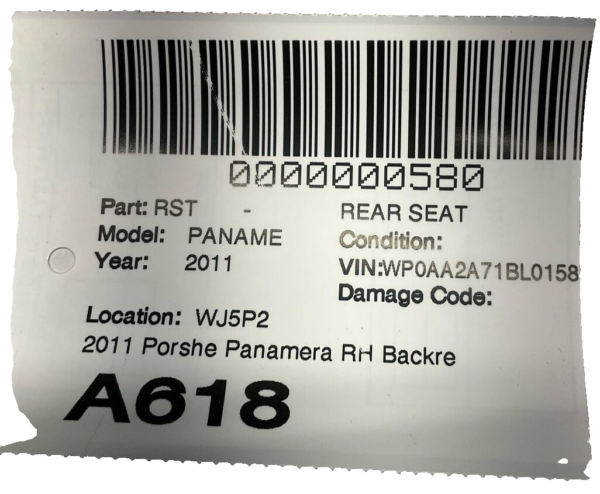 0000000580
Part: RST - REAR SEAT
Model: PANAME Condition:
Year: 2011 VIN:WP0AA2A71BL0158
Damage Code:
Location: WJ5P2
2011 Porshe Panamera RH Backre
A618